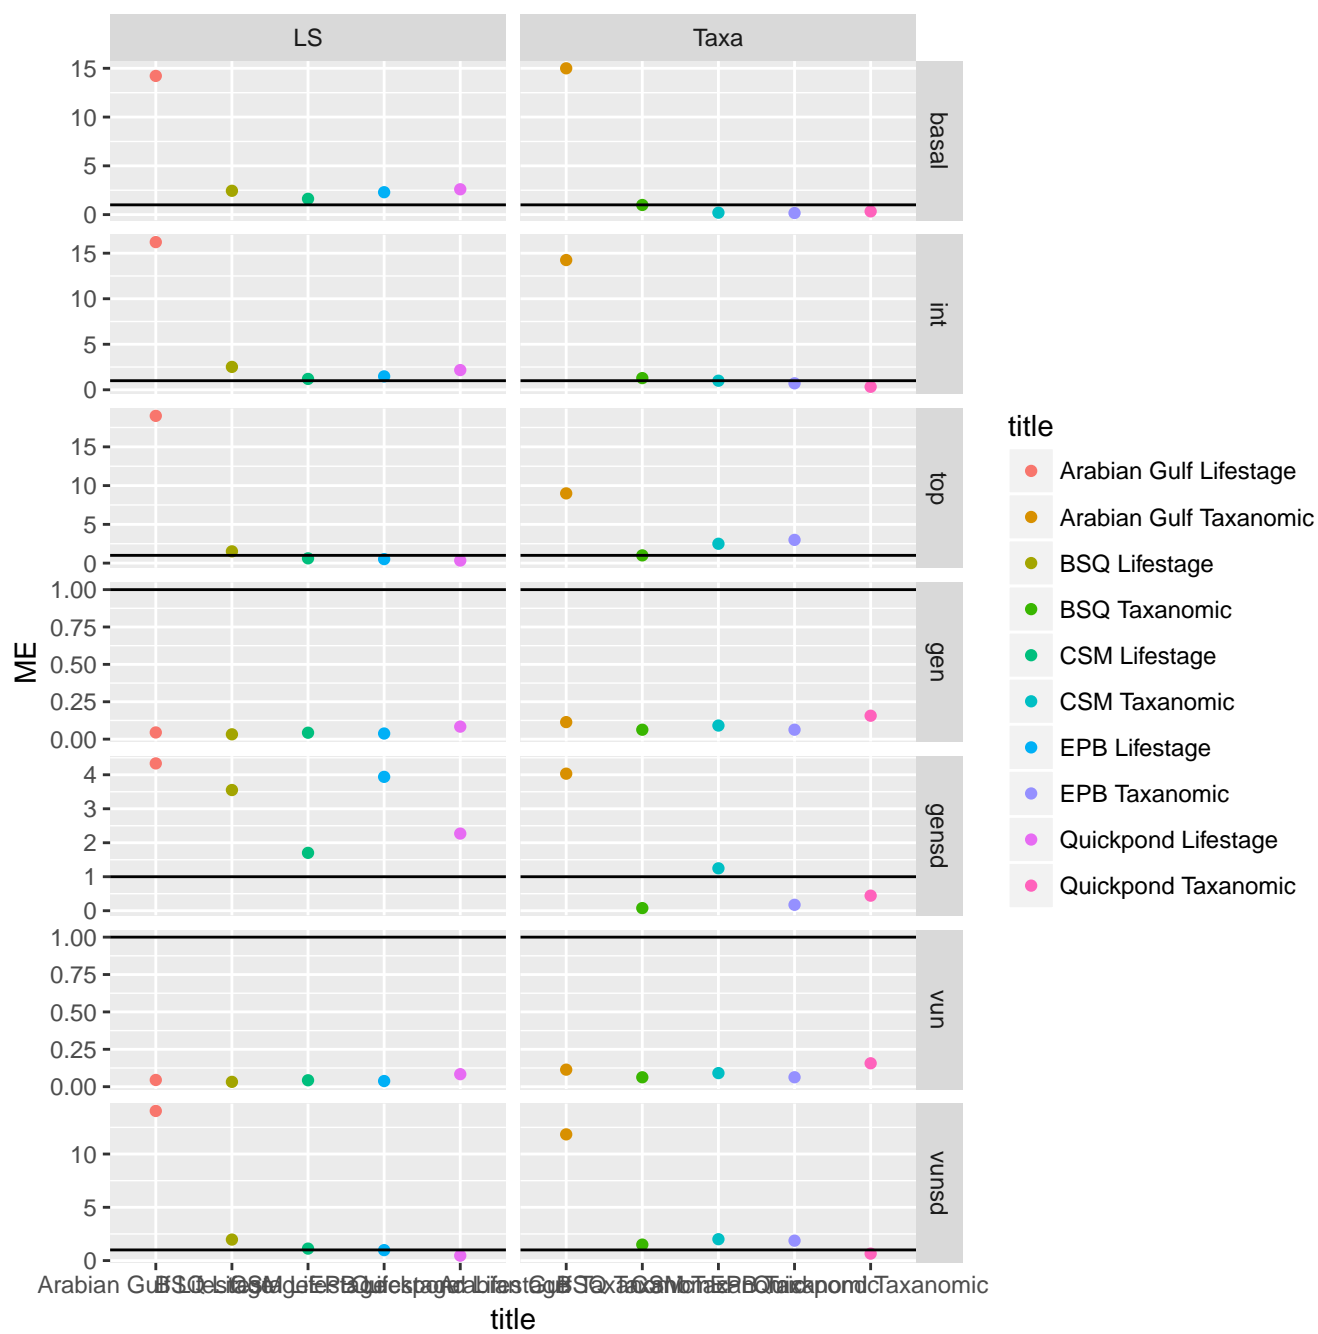 LS
Taxa
15
10
5
0
basal
15
10
5
0
int
15
10
5
0
top
1.00
0.75
0.50
0.25
0.00
gen
4
3
2
1
0
gensd
1.00
0.75
0.50
0.25
0.00
vun
10
5
0
vunsd
ME
Arabian Gulf
Taxanomic
title
title
Arabian Gulf Lifestage
Arabian Gulf Taxanomic
BSQ Lifestage
BSQ Taxanomic
CSM Lifestage
CSM Taxanomic
EPB Lifestage
EPB Taxanomic
Quickpond Lifestage
Quickpond Taxanomic